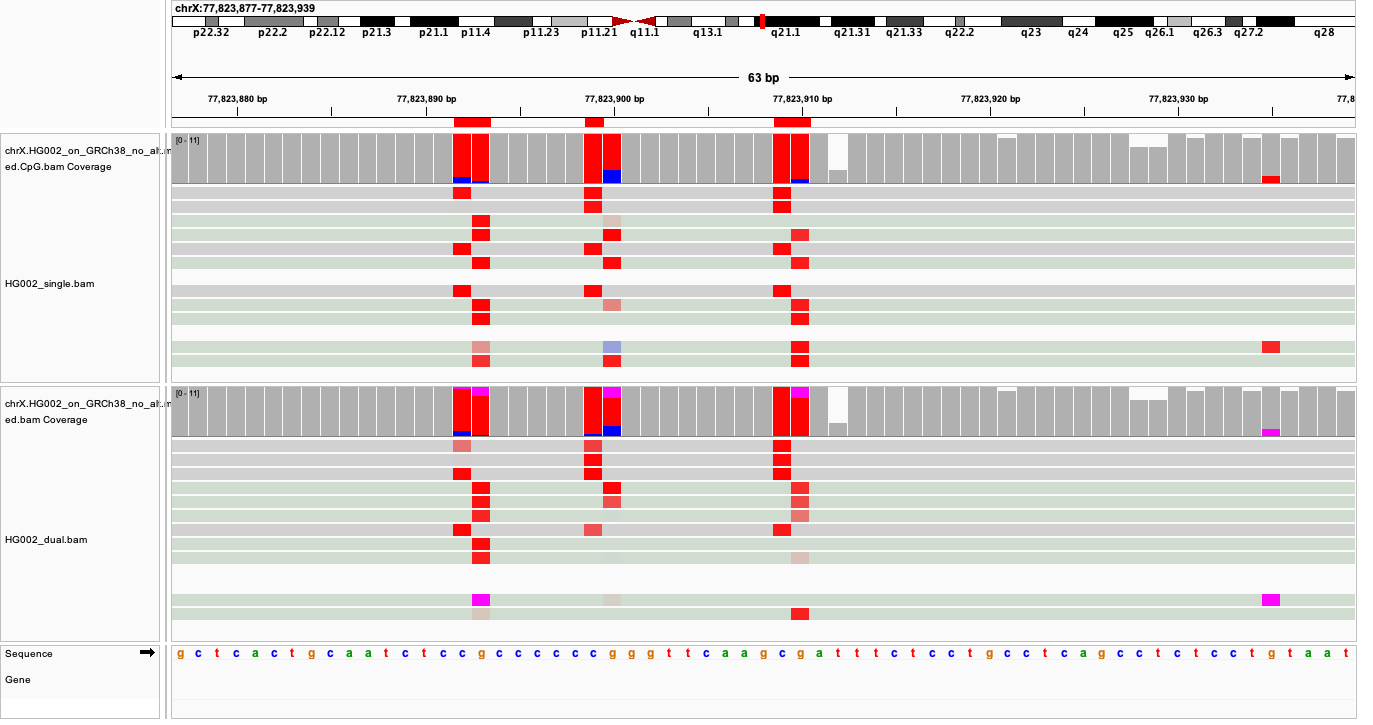 chrX:77,823,877-77,823,939
p22.32 p22.2 p22.12 p21.3 p21.1 p11.4 p11.23 p11.21 q11.1 q13.1 q21.1 q21.31 q21.33 q22.2 q23 q24 q25 q26.1 q26.3 q27.2 q28
63 bp
77,823,880 bp 77,823,890 bp 77,823,900 bp 77,823,910 bp 77,823,920 bp 77,823,930 bp 77,8
chrX.HG002_on_GRCh38_no_alt.m [0 - 11]
ed.CpG.bam Coverage
HG002_single.bam
chrX.HG002_on_GRCh38_no_alt.m [0 - 11]
ed.bam Coverage
HG002_dual.bam
Sequence g c t c a c t g c a a t c t c c g c c c c c c g g g t t c a a g c g a t t t c t c c t g c c t c a g c c t c t c c t g t a a t
Gene